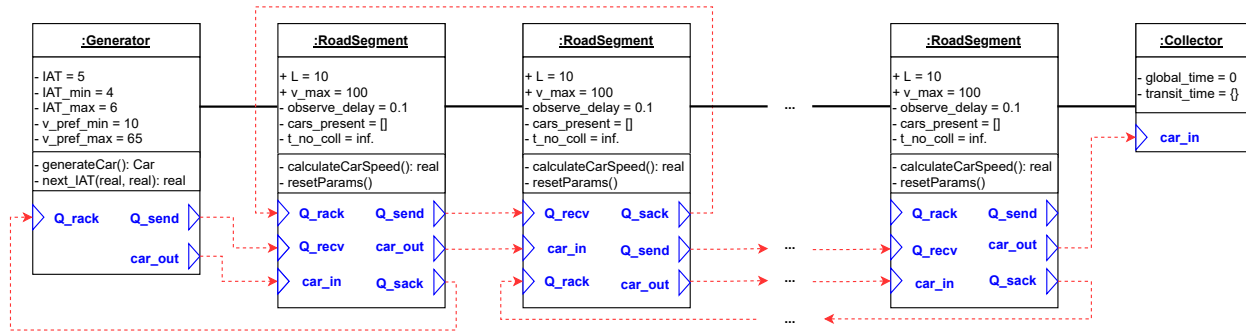 :Generator
- IAT = 5
- IAT_min = 4
- IAT_max = 6
- v_pref_min = 10
- v_pref_max = 65
- generateCar(): Car
- next_IAT(real, real): real
Q_rack Q_send
car_out
:RoadSegment
+ L = 10
+ v_max = 100
- observe_delay = 0.1
- cars_present = []
- t_no_coll = inf.
- calculateCarSpeed(): real
- resetParams()
Q_rack Q_send
Q_recv car_out
car_in Q_sack
:RoadSegment
+ L = 10
+ v_max = 100
- observe_delay = 0.1
- cars_present = []
- t_no_coll = inf.
- calculateCarSpeed(): real
- resetParams()
Q_recv Q_sack
car_in Q_send
Q_rack car_out
...
...
...
...
:RoadSegment
+ L = 10
+ v_max = 100
- observe_delay = 0.1
- cars_present = []
- t_no_coll = inf.
- calculateCarSpeed(): real
- resetParams()
Q_rack Q_send
Q_recv car_out
car_in Q_sack
:Collector
- global_time = 0
- transit_time = {}
car_in